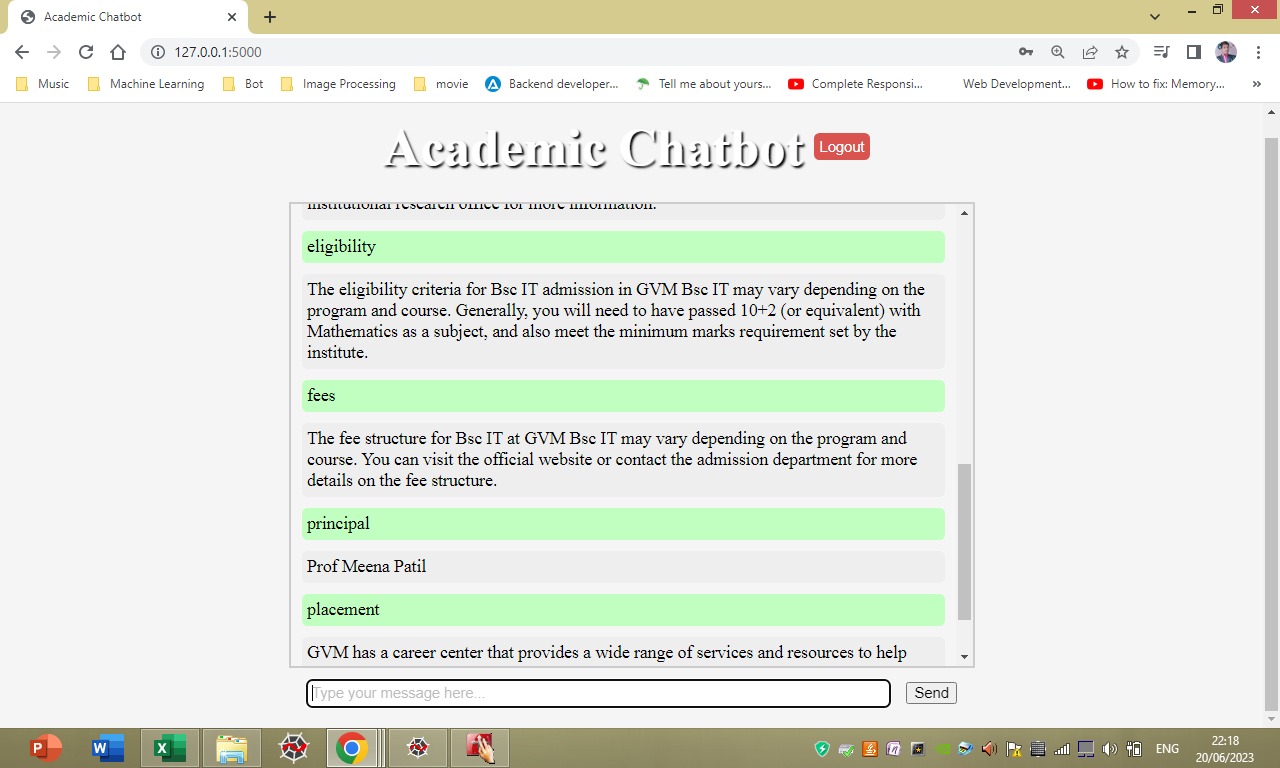 Academic Chatbot
127.0.0.1:5000
Music
Machine Learning
Bot
Image Processing
movie
Backend developer...
Tell me about yours...
Complete Responsi...
Web Development...
How to fix: Memory...
Academic Chatbot
Logout
institutional research office for more information.
eligibility
The eligibility criteria for Bsc IT admission in GVM Bsc IT may vary depending on the
program and course. Generally, you will need to have passed 10+2 (or equivalent) with
Mathematics as a subject, and also meet the minimum marks requirement set by the
institute.
fees
The fee structure for Bsc IT at GVM Bsc IT may vary depending on the program and
course. You can visit the official website or contact the admission department for more
details on the fee structure.
principal
Prof Meena Patil
placement
GVM has a career center that provides a wide range of services and resources to help
Type your message here...
Send
ENG
22:18
20/06/2023